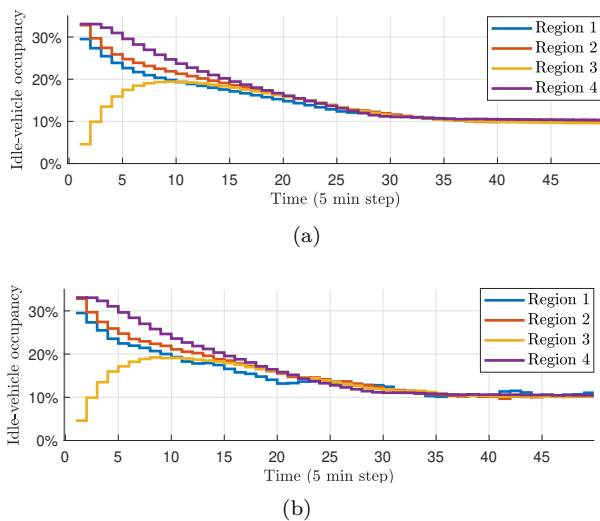 Idle-vehicle occupancy
30%
20%
10%
0%
Region 1
Region 2
Region 3
Region 4
0 5 10 15 20 25 30 35 40 45
Time (5 min step)
(a)
Idle-vehicle occupancy
30%
20%
10%
0%
Region 1
Region 2
Region 3
Region 4
0 5 10 15 20 25 30 35 40 45
Time (5 min step)
(b)